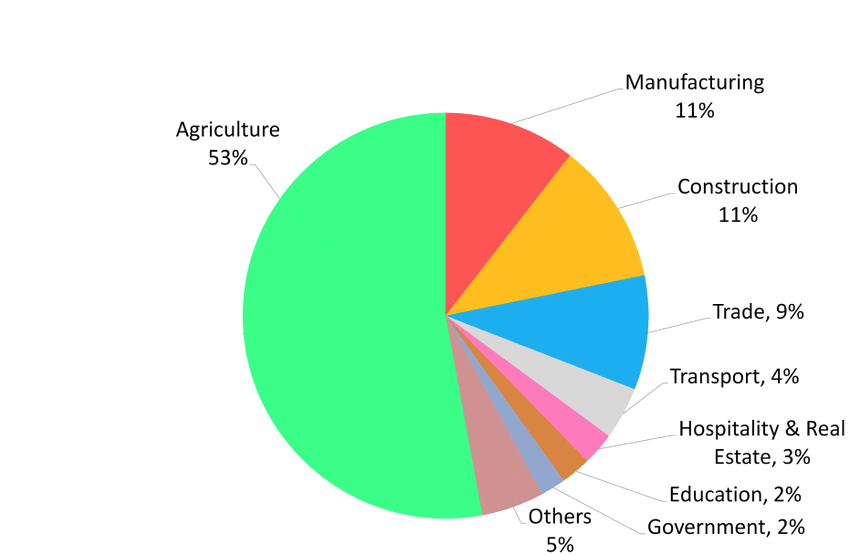 Manufacturing
11%
Agriculture
53%
Construction
11%
Trade, 9%
Transport, 4%
Hospitality & Real
Estate, 3%
Education, 2%
Government, 2%
Others
5%